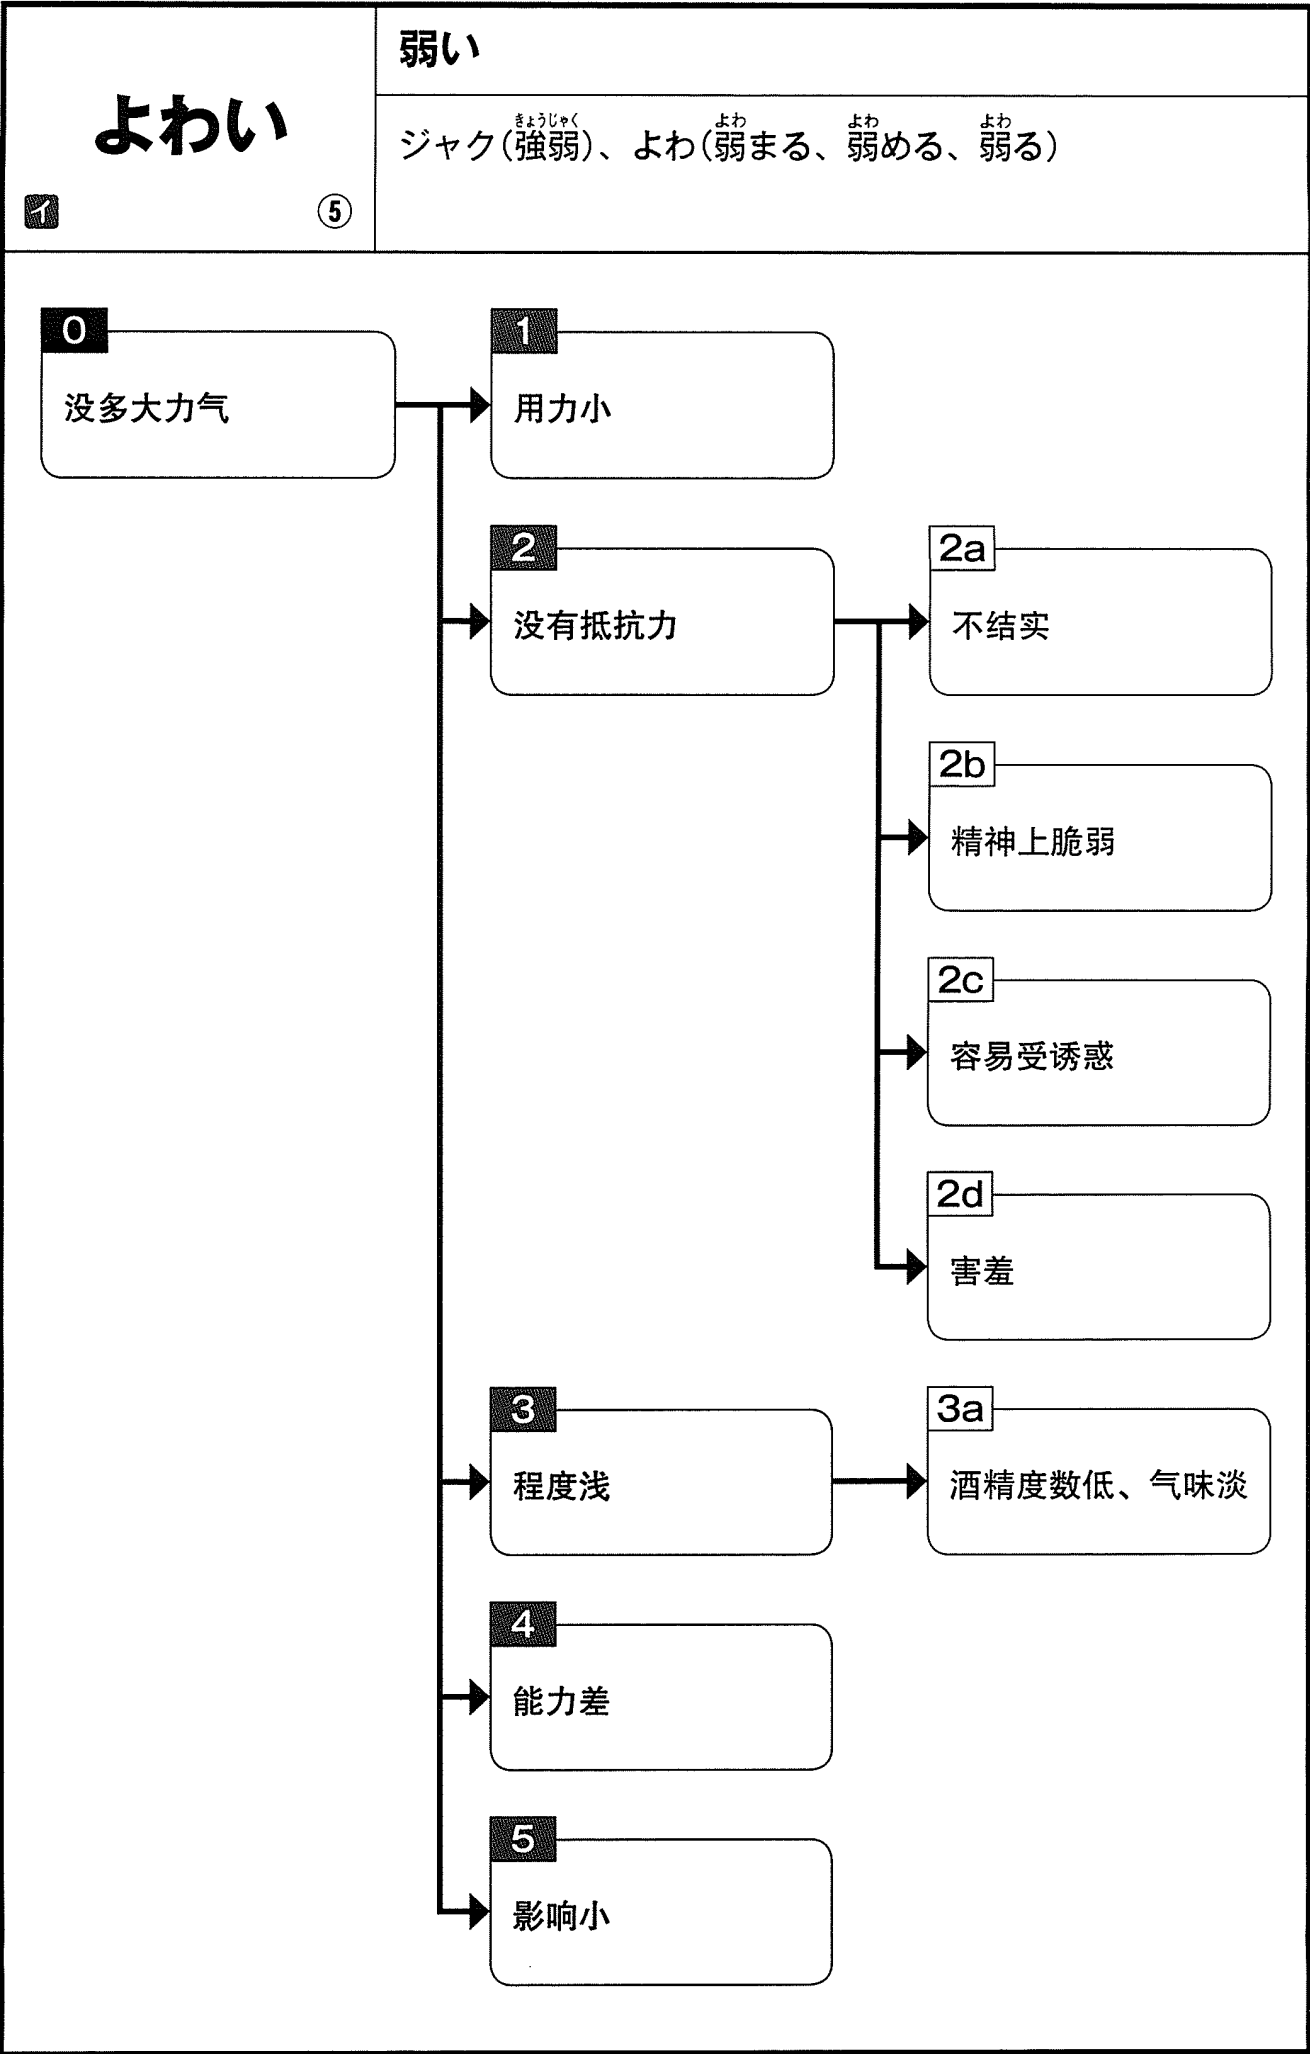 よわい
イ
⑤
弱い
ジャク(強弱)、よわ(弱まる、弱める、弱る)
きょうじゃく よわ よわ よわ
0
没多大力气
1
用力小
2
没有抵抗力
2a
不结实
2b
精神上脆弱
2c
容易受诱惑
2d
害羞
3
程度浅
3a
酒精度数低、气味淡
4
能力差
5
影响小